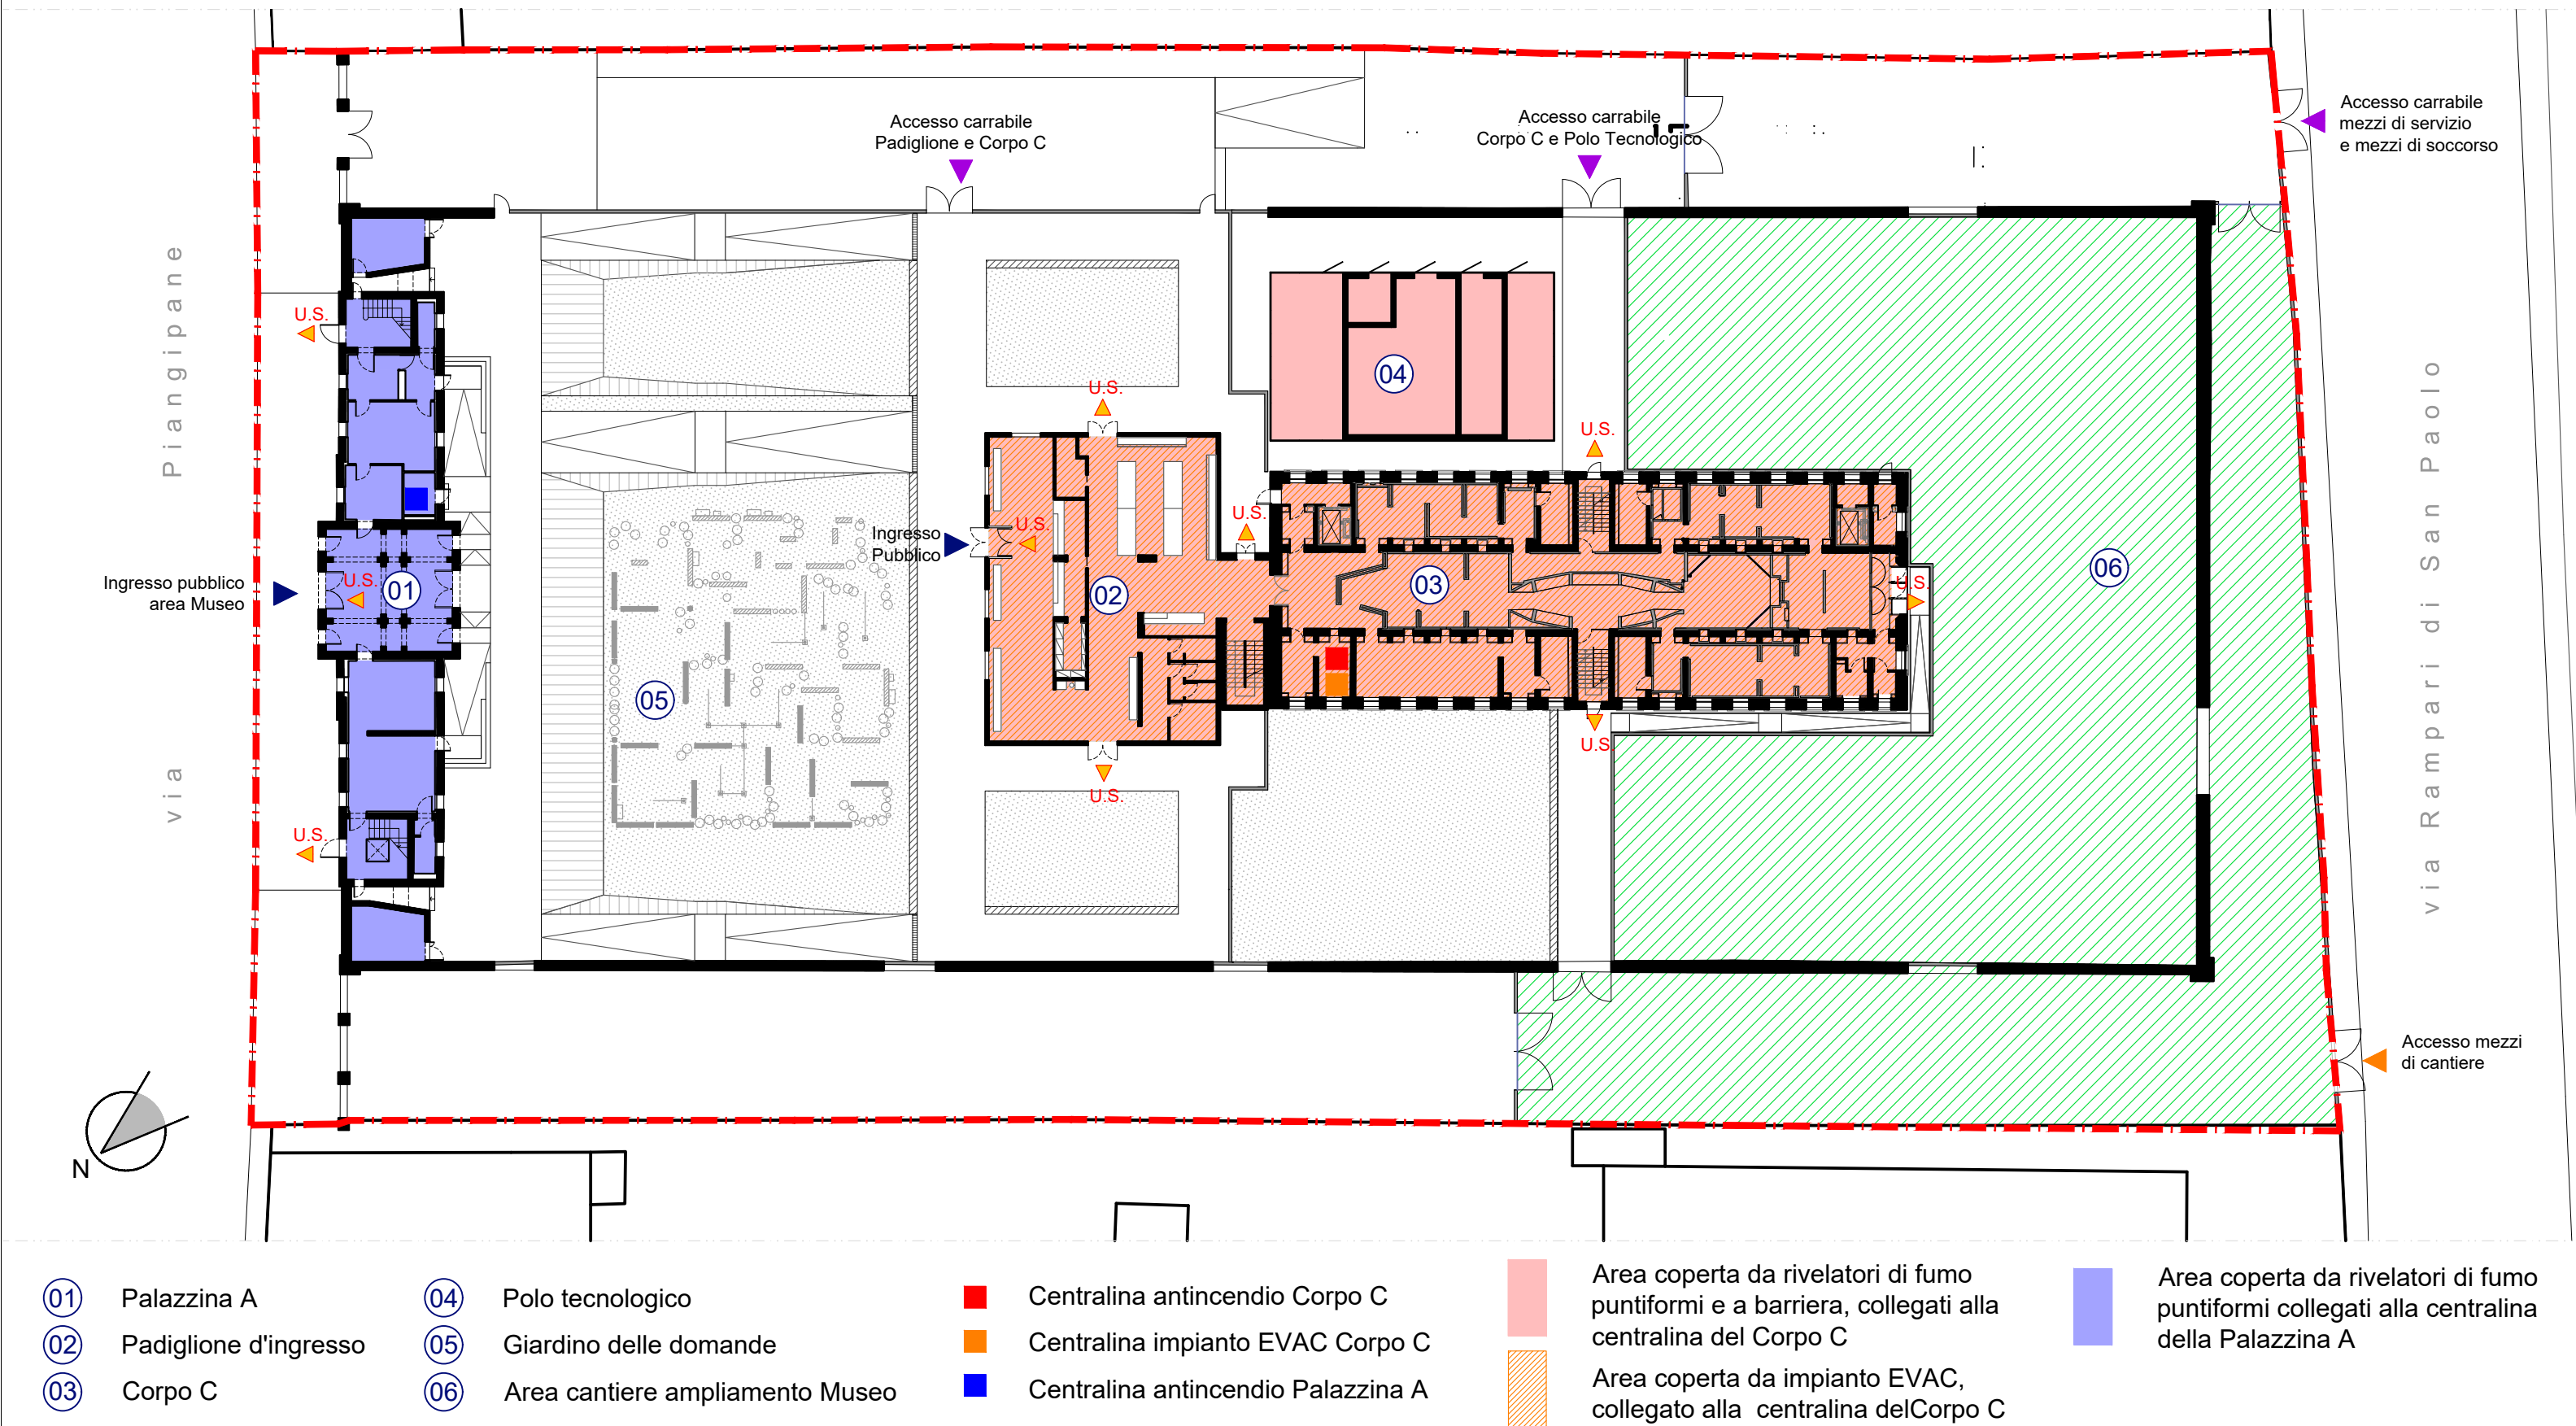 Accesso carrabile
Padiglione e Corpo C
Accesso carrabile
Corpo C e Polo Tecnologico
Accesso carrabile
mezzi di servizio
e mezzi di soccorso
via Piangipane
via Rampari di San Paolo
U.S.
U.S.
U.S.
U.S.
U.S.
U.S.
U.S.
U.S.
U.S.
U.S.
U.S.
Ingresso
Pubblico
Ingresso pubblico
area Museo
01
02
03
04
05
06
Accesso mezzi
di cantiere
N
01 Palazzina A
02 Padiglione d'ingresso
03 Corpo C
04 Polo tecnologico
05 Giardino delle domande
06 Area cantiere ampliamento Museo
Centralina antincendio Corpo C
Centralina impianto EVAC Corpo C
Centralina antincendio Palazzina A
Area coperta da rivelatori di fumo
puntiformi e a barriera, collegati alla
centralina del Corpo C
Area coperta da impianto EVAC,
collegato alla centralina delCorpo C
Area coperta da rivelatori di fumo
puntiformi collegati alla centralina
della Palazzina A